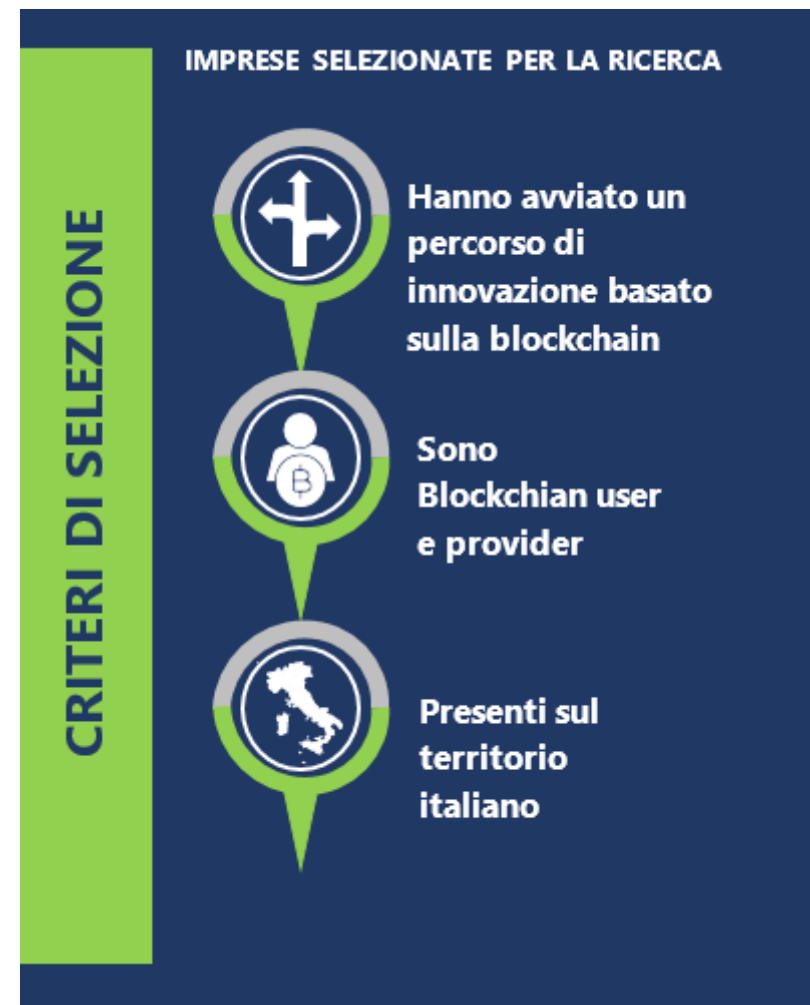 IMPRESE SELEZIONATE PER LA RICERCA
CRITERI DI SELEZIONE
Hanno avviato un
percorso di
innovazione basato
sulla blockchain
Sono
Blockchian user
e provider
Presenti sul
territorio
italiano